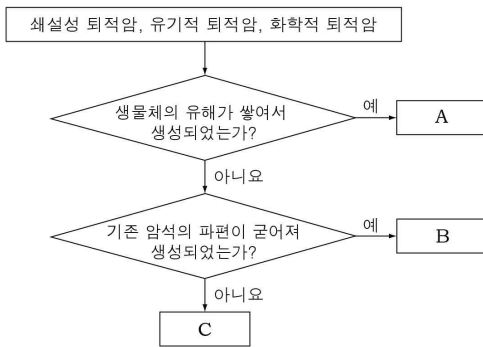 쇄설성 퇴적암, 유기적 퇴적암, 화학적 퇴적암
생물체의 유해가 쌓여서
생성되었는가?
예
A
아니요
기존 암석의 파편이 굳어져
생성되었는가?
예
B
아니요
C